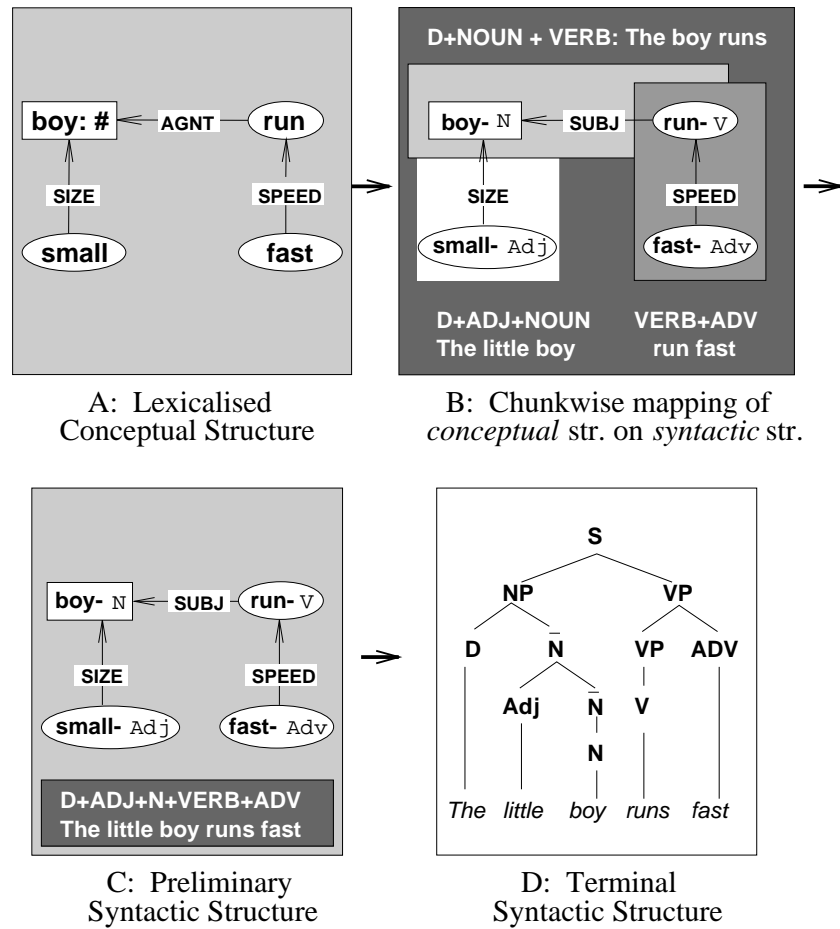 boy: #
AGNT
run
SIZE
SPEED
small
fast
A: Lexicalised
Conceptual Structure
D+NOUN + VERB: The boy runs
boy- N
SUBJ
run- V
SIZE
SPEED
small- Adj
fast- Adv
D+ADJ+NOUN
The little boy
VERB+ADV
run fast
B: Chunkwise mapping of
conceptual str. on syntactic str.
boy- N
SUBJ
run- V
SIZE
SPEED
small- Adj
fast- Adv
D+ADJ+N+VERB+ADV
The little boy runs fast
C: Preliminary
Syntactic Structure
S
NP VP
D N̄ VP ADV
Adj N̄ V
N
The little boy runs fast
D: Terminal
Syntactic Structure